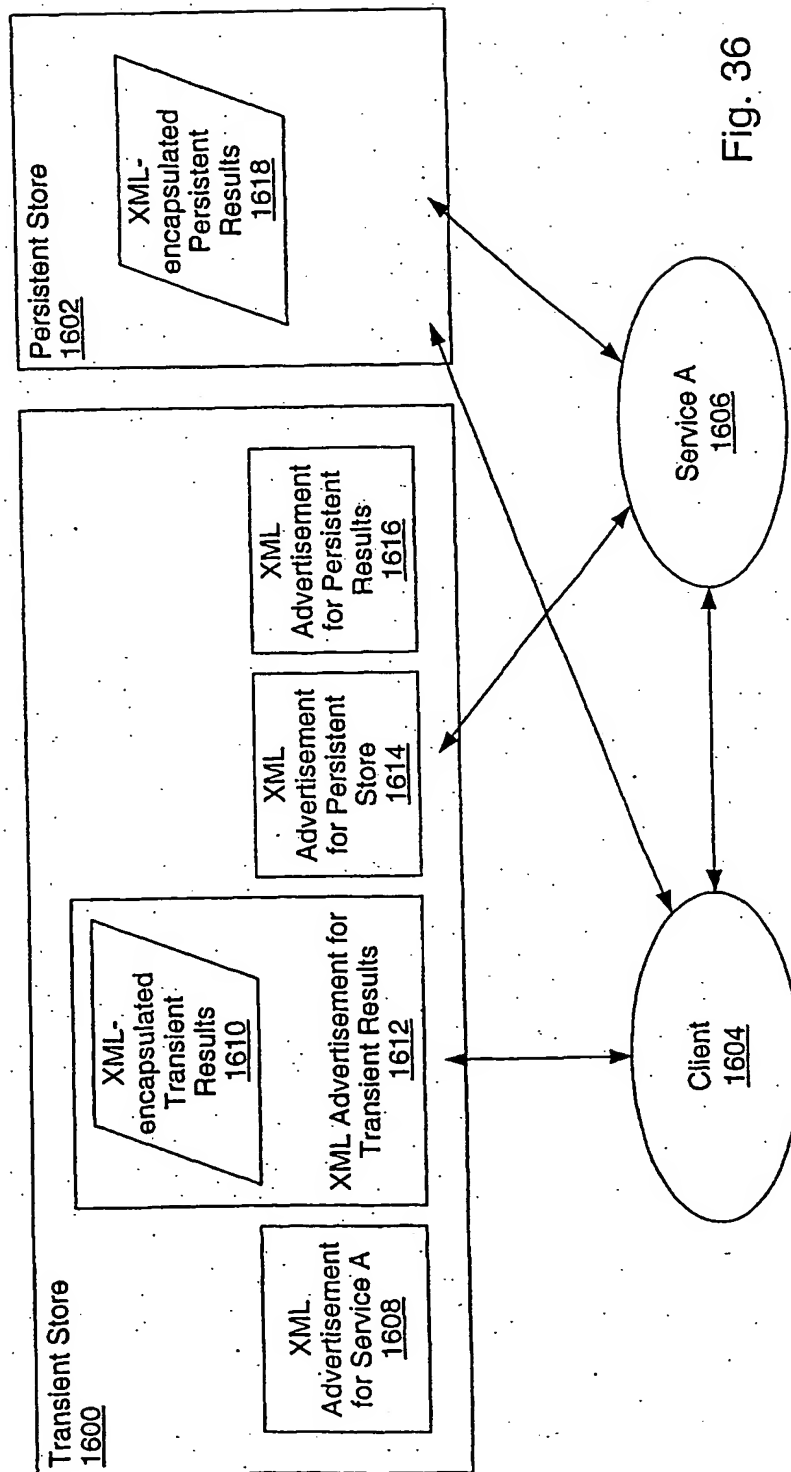 Transient Store
1600
XML
Advertisement
for Service A
1608
XML-
encapsulated
Transient
Results
1610
XML Advertisement for
Transient Results
1612
XML
Advertisement
for Persistent
Store
1614
XML
Advertisement
for Persistent
Results
1616
Persistent Store
1602
XML-
encapsulated
Persistent
Results
1618
Client
1604
Service A
1606
Fig. 36